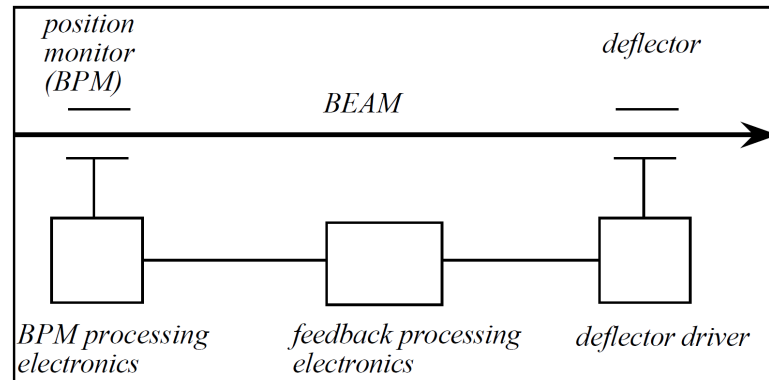 position
monitor
(BPM)
deflector
BEAM
BPM processing
electronics
feedback processing
electronics
deflector driver